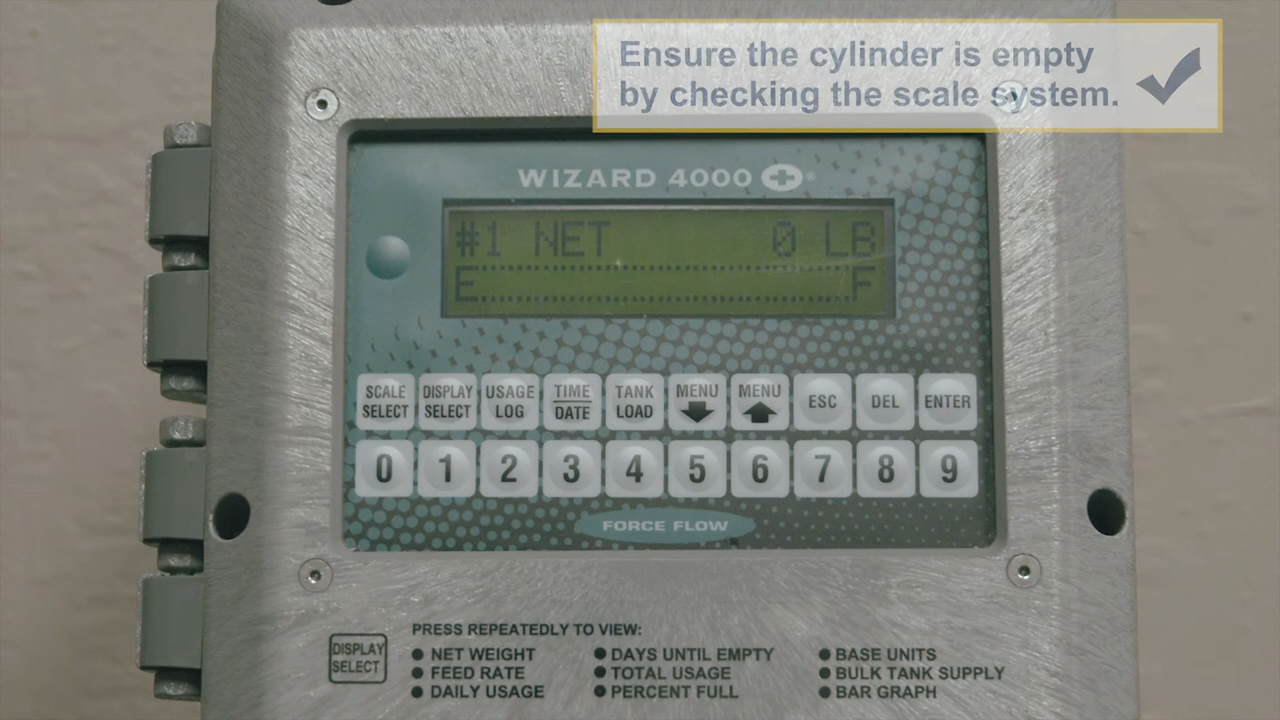 Ensure the cylinder is empty
by checking the scale system.
WIZARD 4000
#1 NET 0 LB
E F
SCALE SELECT DISPLAY SELECT USAGE LOG TIME DATE TANK LOAD MENU MENU ESC DEL ENTER
0 1 2 3 4 5 6 7 8 9
FORCE FLOW
PRESS REPEATEDLY TO VIEW:
DISPLAY SELECT
● NET WEIGHT ● DAYS UNTIL EMPTY ● BASE UNITS
● FEED RATE ● TOTAL USAGE ● BULK TANK SUPPLY
● DAILY USAGE ● PERCENT FULL ● BAR GRAPH